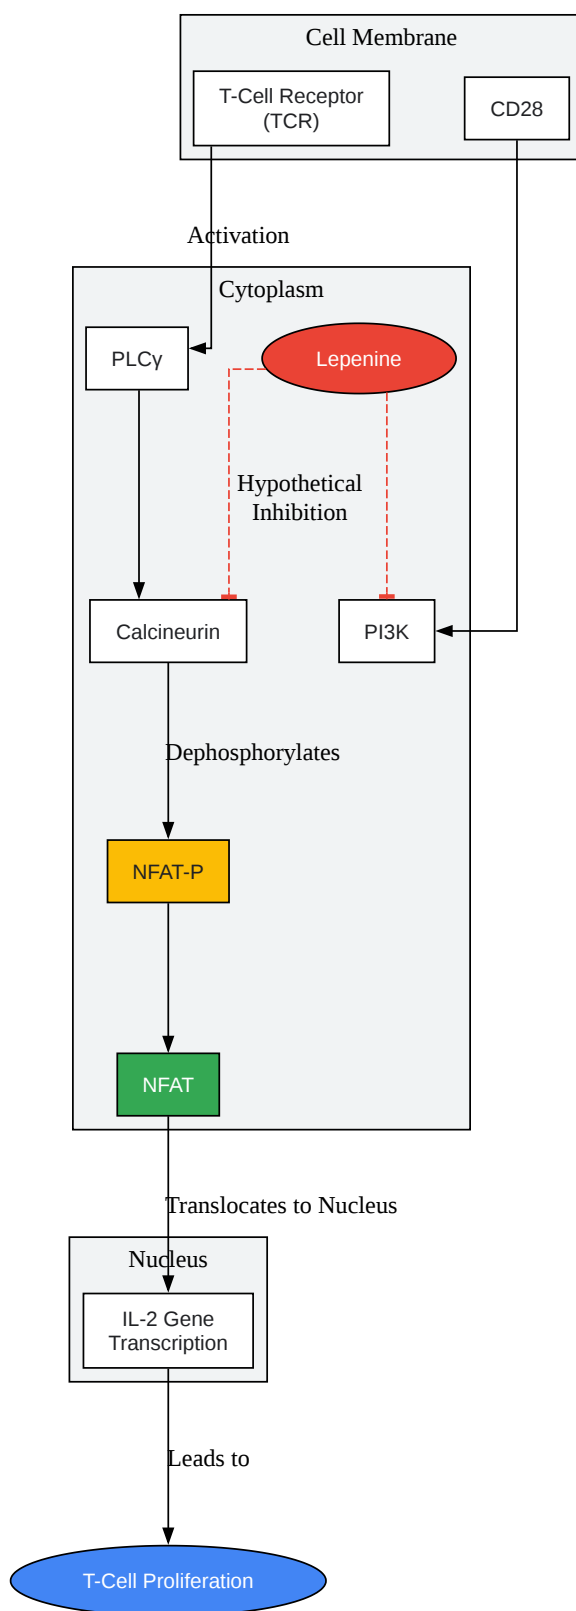 Cell Membrane
T-Cell Receptor
(TCR)
CD28
Activation
Cytoplasm
PLCγ
Lepenine
Hypothetical
Inhibition
Calcineurin
PI3K
Dephosphorylates
NFAT-P
NFAT
Translocates to Nucleus
Nucleus
IL-2 Gene
Transcription
Leads to
T-Cell Proliferation